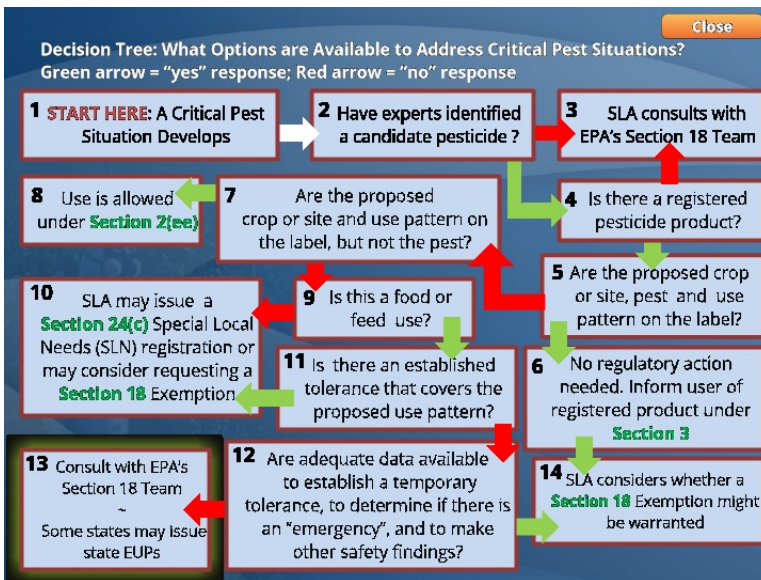 Close
Decision Tree: What Options are Available to Address Critical Pest Situations?
Green arrow = "yes" response; Red arrow = "no" response
1 START HERE: A Critical Pest
Situation Develops
2 Have experts identified
a candidate pesticide ?
3 SLA consults with
EPA's Section 18 Team
4 Is there a registered
pesticide product?
5 Are the proposed crop
or site, pest and use
pattern on the label?
6 No regulatory action
needed. Inform user of
registered product under
Section 3
7 Are the proposed
crop or site and use pattern on
the label, but not the pest?
8 Use is allowed
under Section 2(ee)
9 Is this a food or
feed use?
10 SLA may issue a
Section 24(c) Special Local
Needs (SLN) registration or
may consider requesting a
Section 18 Exemption
11 Is there an established
tolerance that covers the
proposed use pattern?
12 Are adequate data available
to establish a temporary
tolerance, to determine if there is
an "emergency", and to make
other safety findings?
13 Consult with EPA's
Section 18 Team
~
Some states may issue
state EUPs
14 SLA considers whether a
Section 18 Exemption might
be warranted